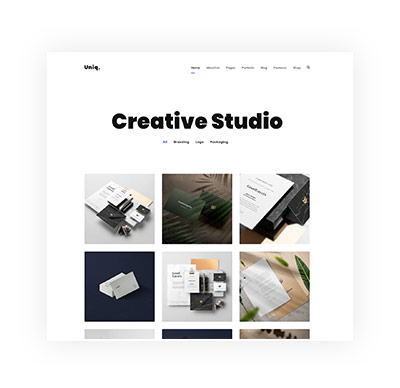 Uniq.
Home About Us Pages Portfolio Blog Features Shop
Creative Studio
All Branding Logo Packaging